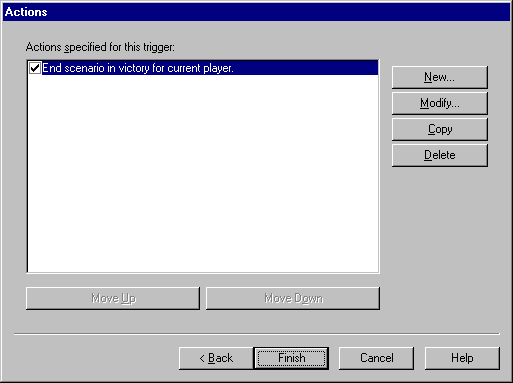 Actions
Actions specified for this trigger:
End scenario in victory for current player.
New...
Modify...
Copy
Delete
Move Up
Move Down
< Back
Finish
Cancel
Help